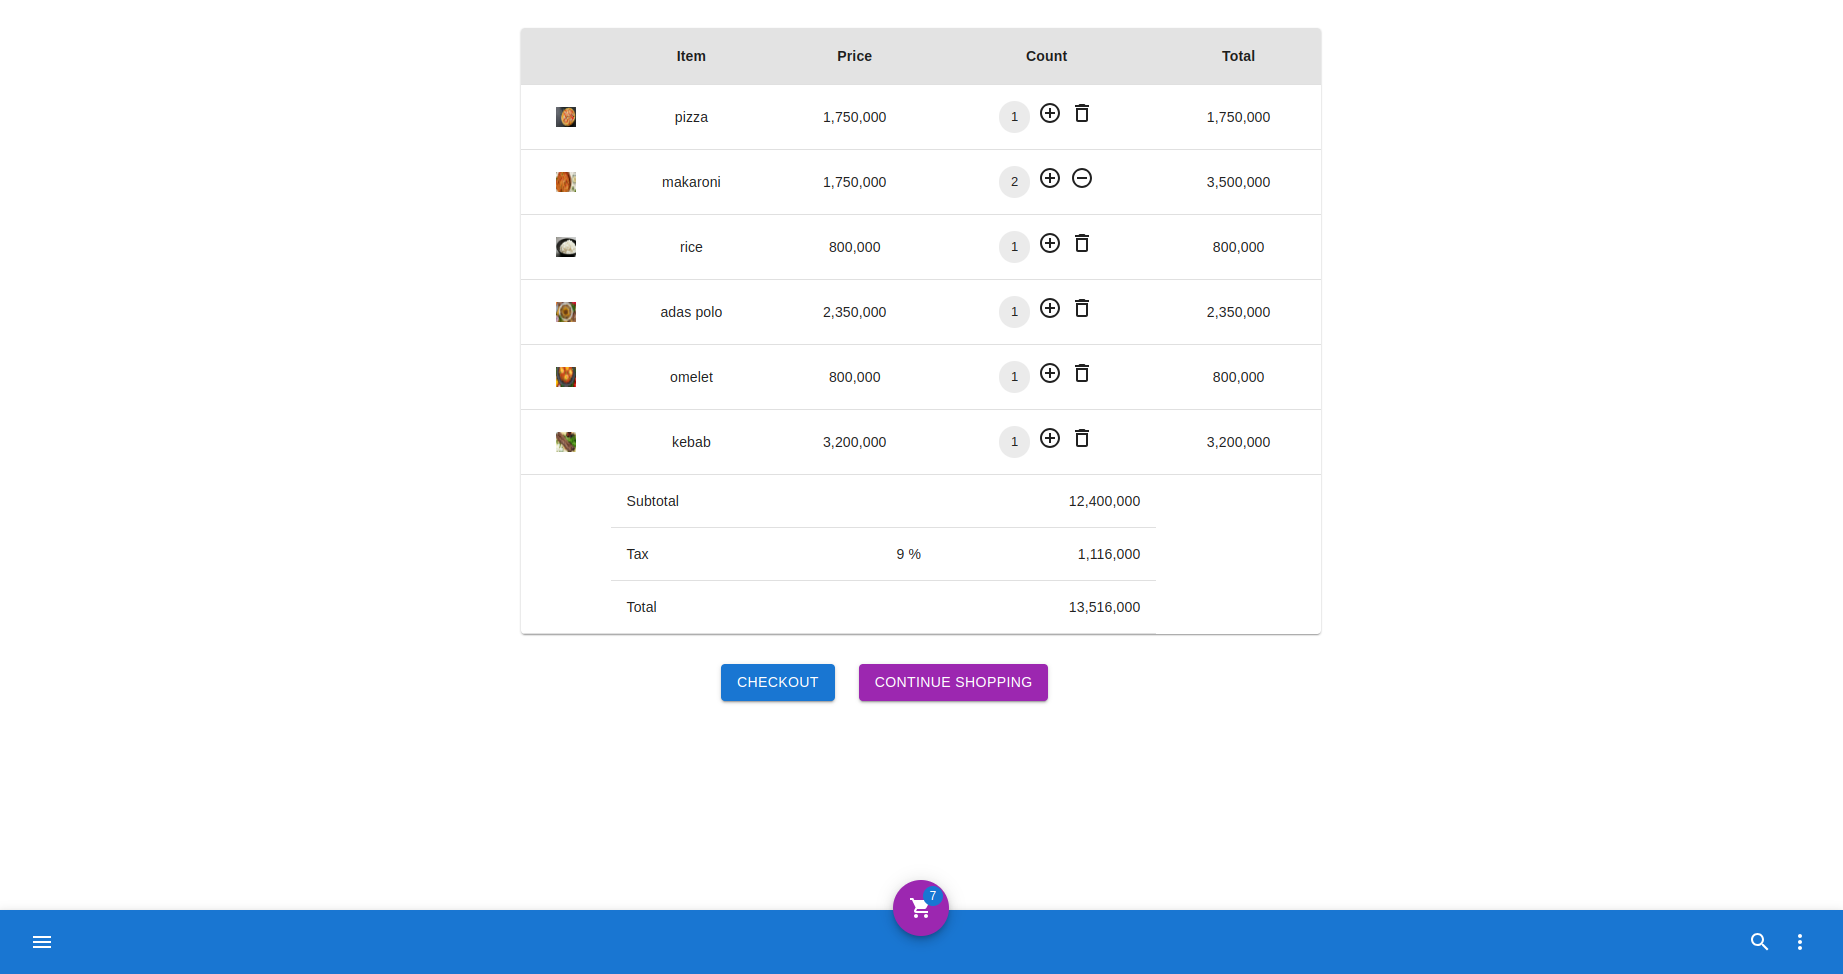 Item Price Count Total
pizza 1,750,000 1 1,750,000
makaroni 1,750,000 2 3,500,000
rice 800,000 1 800,000
adas polo 2,350,000 1 2,350,000
omelet 800,000 1 800,000
kebab 3,200,000 1 3,200,000
Subtotal 12,400,000
Tax 9 % 1,116,000
Total 13,516,000
CHECKOUT CONTINUE SHOPPING
7